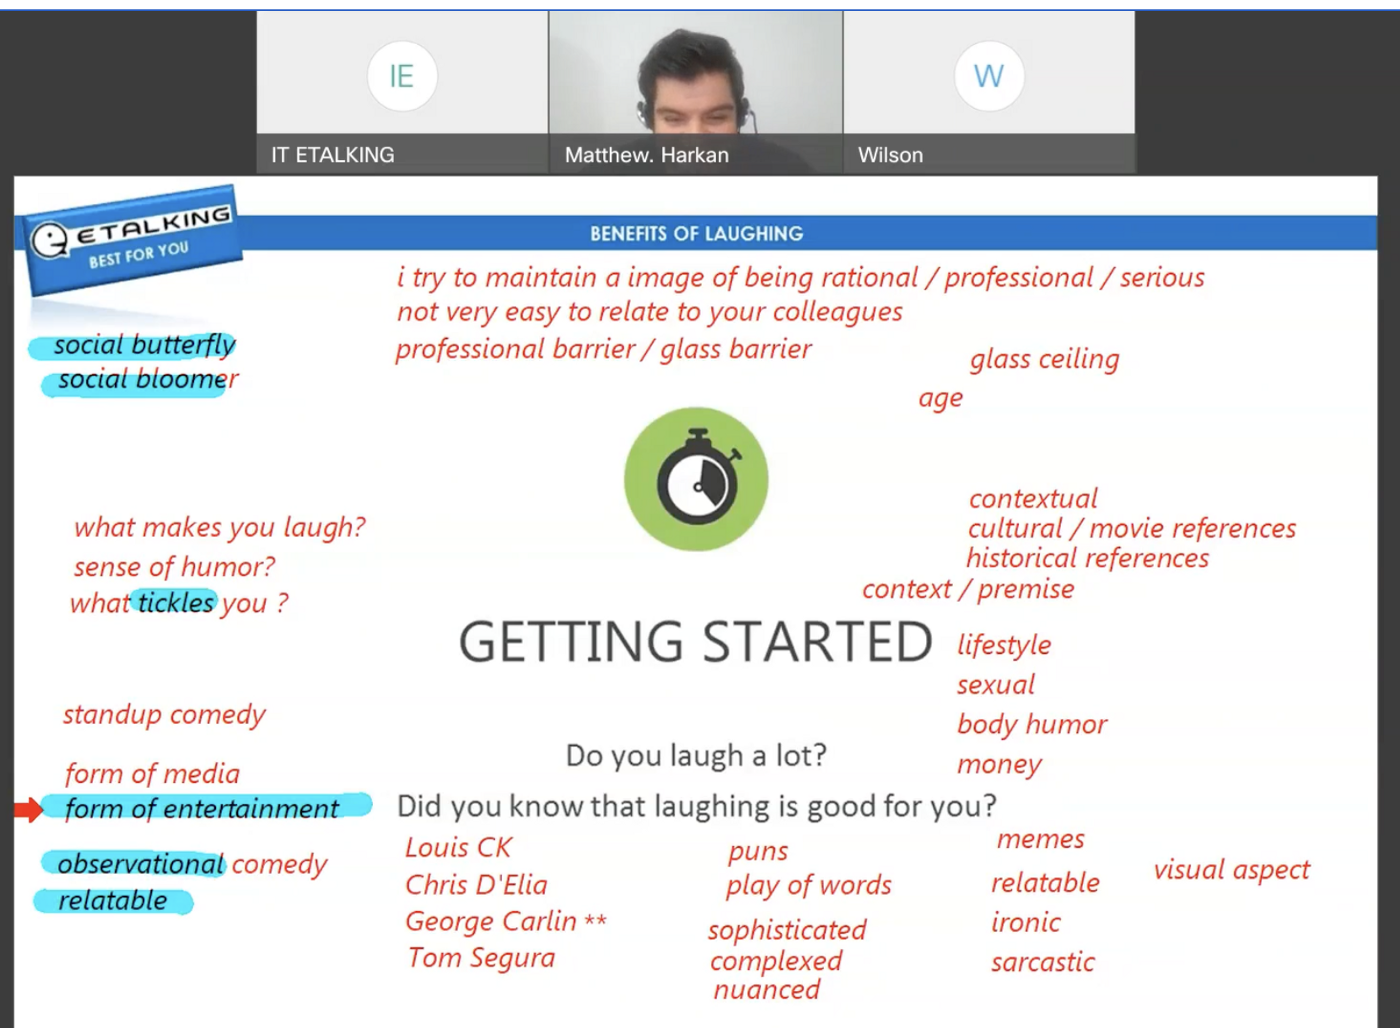 IE
W
IT ETALKING
Matthew. Harkan
Wilson
ETALKING
BEST FOR YOU
BENEFITS OF LAUGHING
i try to maintain a image of being rational / professional / serious
not very easy to relate to your colleagues
professional barrier / glass barrier
glass ceiling
age
social butterfly
social bloomer
what makes you laugh?
sense of humor?
what tickles you ?
contextual
cultural / movie references
historical references
context / premise
GETTING STARTED
lifestyle
sexual
body humor
money
standup comedy
form of media
form of entertainment
observational comedy
relatable
Do you laugh a lot?
Did you know that laughing is good for you?
Louis CK
Chris D'Elia
George Carlin **
Tom Segura
puns
play of words
sophisticated
complexed
nuanced
memes
relatable
ironic
sarcastic
visual aspect